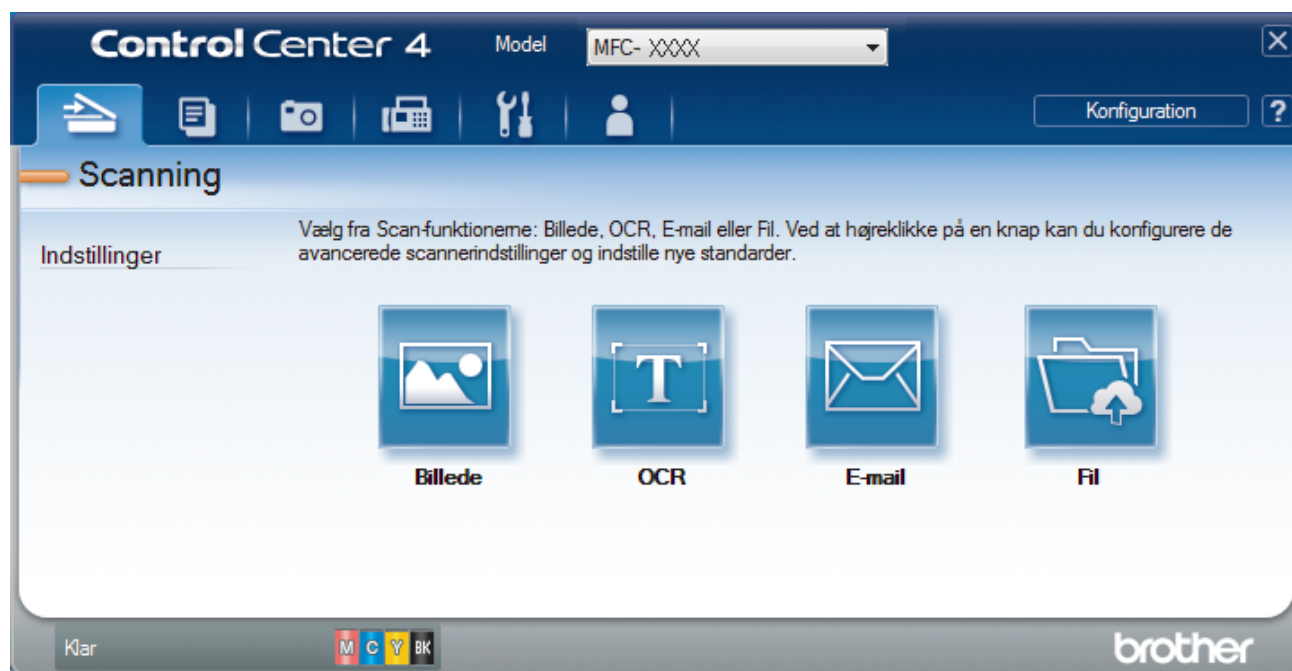 Control Center 4 Model MFC- XXXX
Konfiguration ?
Scanning
Indstillinger
Vælg fra Scan-funktionerne: Billede, OCR, E-mail eller Fil. Ved at højreklikke på en knap kan du konfigurere de
avancerede scannerindstillinger og indstille nye standarder.
T
Billede OCR E-mail Fil
Klar M C Y BK brother